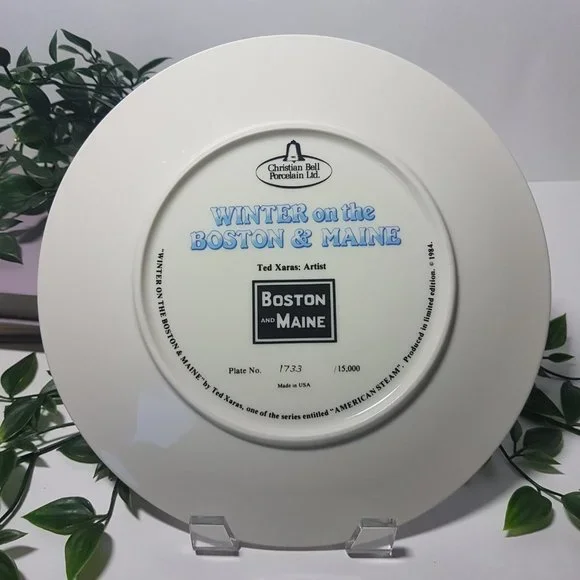 Christian Bell
Porcelain Ltd.
WINTER on the
BOSTON & MAINE
Ted Xaras: Artist
BOSTON
AND MAINE
Plate No. 1733 /15,000
Made in USA
"WINTER ON THE BOSTON & MAINE" by Ted Xaras, one of the series entitled "AMERICAN STEAM". Produced in limited edition. © 1984.